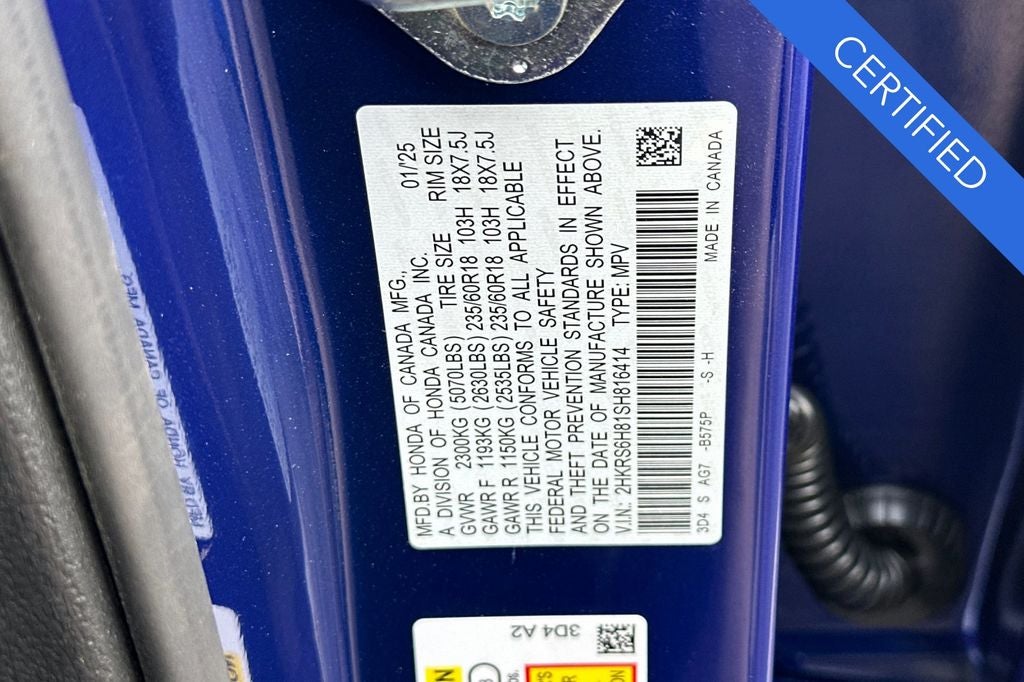 CERTIFIED
MFD.BY HONDA OF CANADA MFG., 01/25
A DIVISION OF HONDA CANADA INC.
GVWR 2300KG (5070LBS) TIRE SIZE RIM SIZE
GAWR F 1193KG (2630LBS) 235/60R18 103H 18X7.5J
GAWR R 1150KG (2535LBS) 235/60R18 103H 18X7.5J
THIS VEHICLE CONFORMS TO ALL APPLICABLE
FEDERAL MOTOR VEHICLE SAFETY
AND THEFT PREVENTION STANDARDS IN EFFECT
ON THE DATE OF MANUFACTURE SHOWN ABOVE.
V.I.N: 2HKRS6H81SH816414 TYPE: MPV
3D4 S AG7 -B575P -S -H MADE IN CANADA
3D4 A2